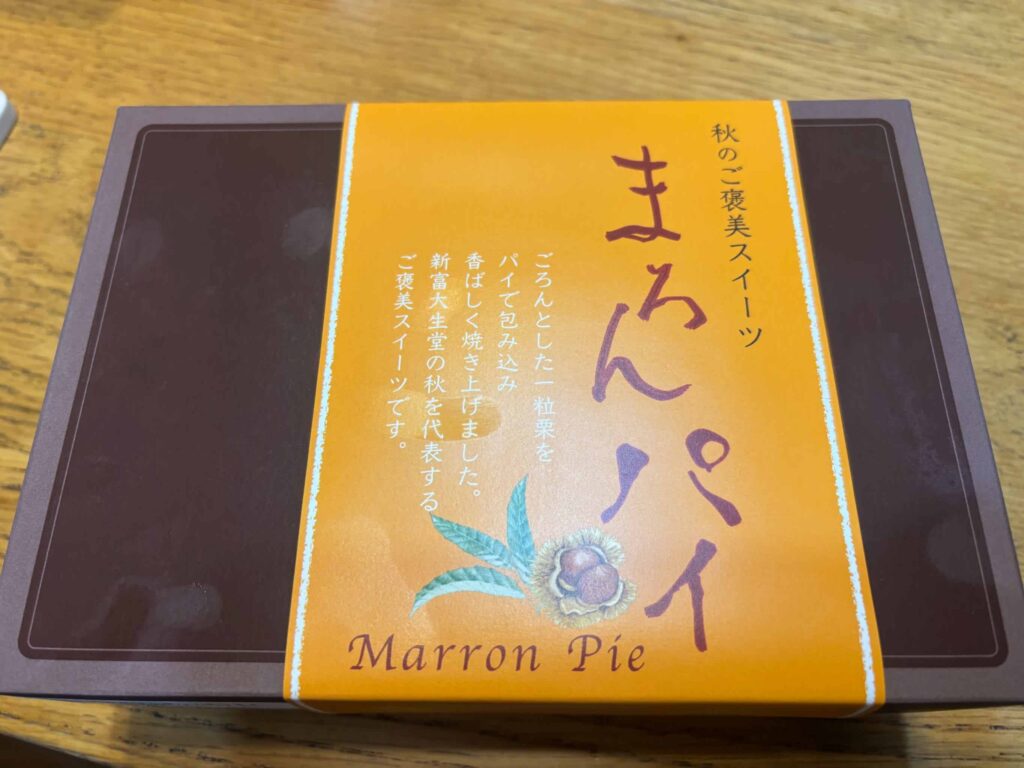 秋のご褒美スイーツ
まろんパイ
ごろんとした一粒栗を
パイで包み込み
香ばしく焼き上げました。
新富大生堂の秋を代表する
ご褒美スイーツです。
Marron Pie